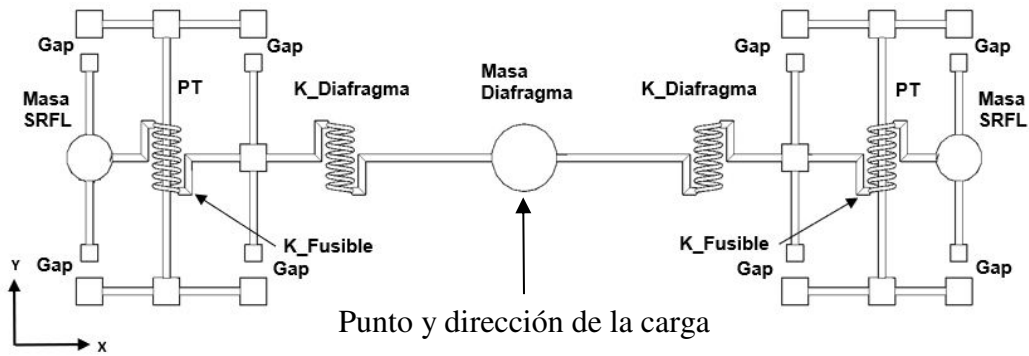 Gap
Gap
Gap
Gap
PT
K_Diafragma
Masa
Diafragma
K_Diafragma
PT
Masa
SRFL
Masa
SRFL
K_Fusible
K_Fusible
Gap
Gap
Gap
Gap
Y
X
Punto y dirección de la carga